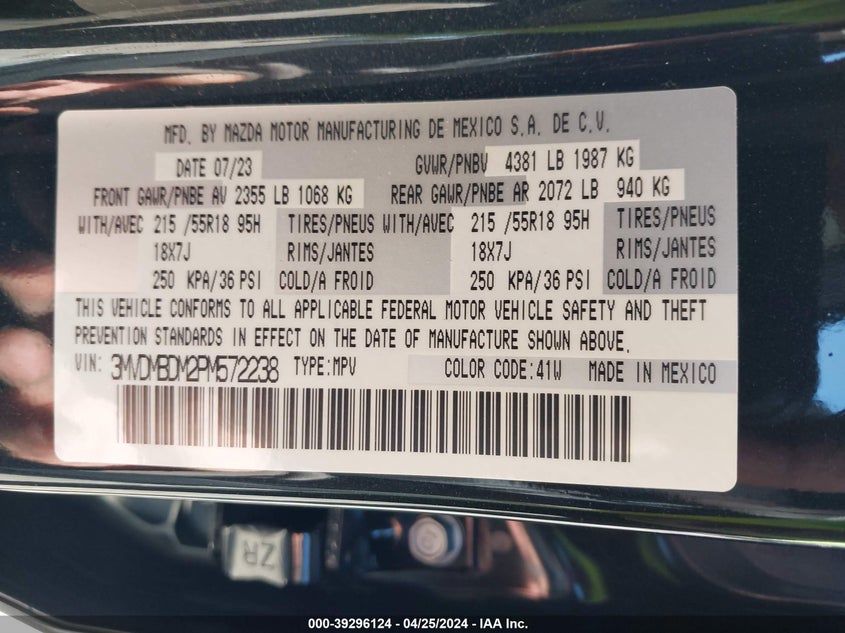 MFD. BY MAZDA MOTOR MANUFACTURING DE MEXICO S.A. DE C.V.
DATE 07/23 GVWR/PNBV 4381 LB 1987 KG
FRONT GAWR/PNBE AV 2355 LB 1068 KG REAR GAWR/PNBE AR 2072 LB 940 KG
WITH/AVEC 215 /55R18 95H TIRES/PNEUS WITH/AVEC 215 /55R18 95H TIRES/PNEUS
18X7J RIMS/JANTES 18X7J RIMS/JANTES
250 KPA/36 PSI COLD/A FROID 250 KPA/36 PSI COLD/A FROID
THIS VEHICLE CONFORMS TO ALL APPLICABLE FEDERAL MOTOR VEHICLE SAFETY AND THEFT
PREVENTION STANDARDS IN EFFECT ON THE DATE OF MANUFACTURE SHOWN ABOVE.
VIN: 3MVDMBDM2PM572238 TYPE:MPV COLOR CODE:41W MADE IN MEXICO
ZR
000-39296124 - 04/25/2024 - IAA Inc.